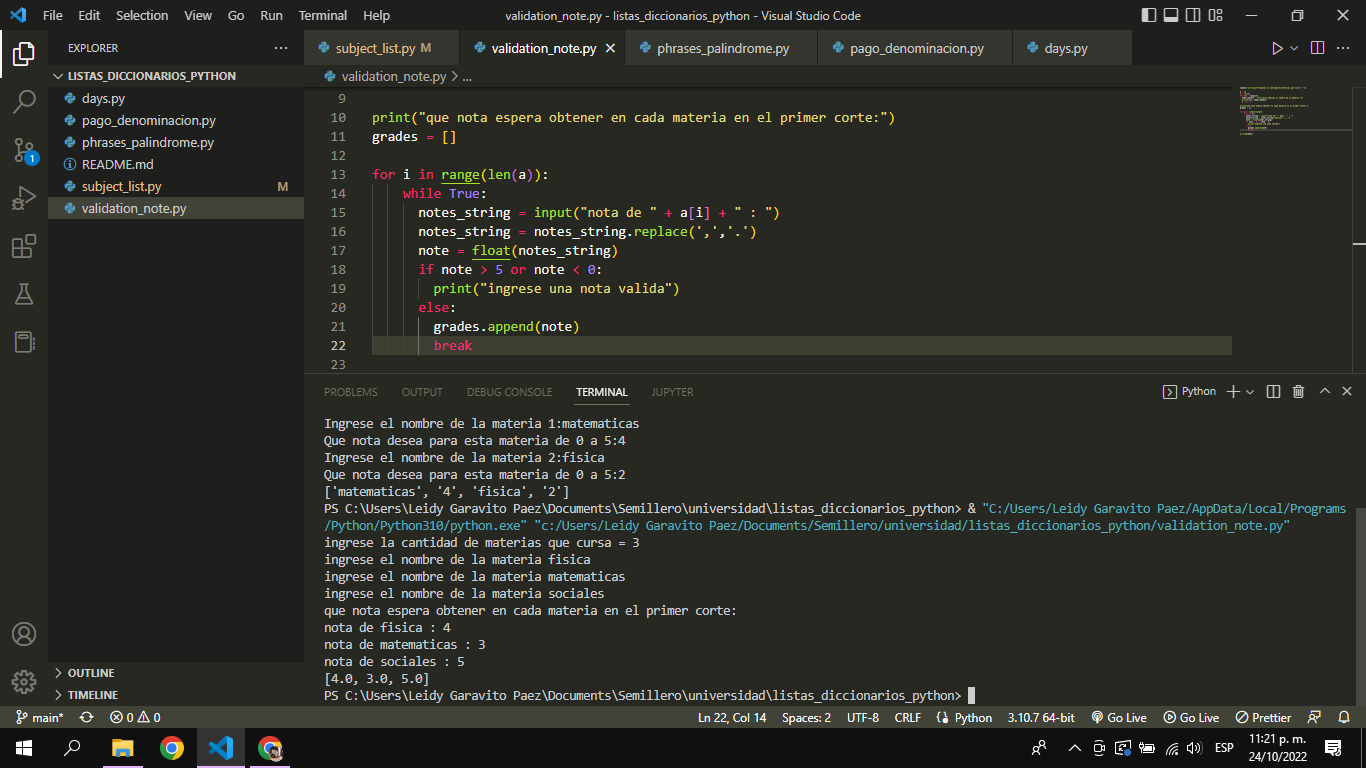 File Edit Selection View Go Run Terminal Help validation_note.py - listas_diccionarios_python - Visual Studio Code
EXPLORER
subject_list.py M validation_note.py phrases_palindrome.py pago_denominacion.py days.py
LISTAS_DICCIONARIOS_PYTHON
days.py
pago_denominacion.py
phrases_palindrome.py
README.md
subject_list.py M
validation_note.py
OUTLINE
TIMELINE
1
validation_note.py > ...
9
10 print("que nota espera obtener en cada materia en el primer corte:")
11 grades = []
12
13 for i in range(len(a)):
14 while True:
15 notes_string = input("nota de " + a[i] + " : ")
16 notes_string = notes_string.replace(',','.')
17 note = float(notes_string)
18 if note > 5 or note < 0:
19 print("ingrese una nota valida")
20 else:
21 grades.append(note)
22 break
23
PROBLEMS OUTPUT DEBUG CONSOLE TERMINAL JUPYTER Python
Ingrese el nombre de la materia 1:matematicas
Que nota desea para esta materia de 0 a 5:4
Ingrese el nombre de la materia 2:fisica
Que nota desea para esta materia de 0 a 5:2
['matematicas', '4', 'fisica', '2']
PS C:\Users\Leidy Garavito Paez\Documents\Semillero\universidad\listas_diccionarios_python> & "C:/Users/Leidy Garavito Paez/AppData/Local/Programs
/Python/Python310/python.exe" "c:/Users/Leidy Garavito Paez/Documents/Semillero/universidad/listas_diccionarios_python/validation_note.py"
ingrese la cantidad de materias que cursa = 3
ingrese el nombre de la materia fisica
ingrese el nombre de la materia matematicas
ingrese el nombre de la materia sociales
que nota espera obtener en cada materia en el primer corte:
nota de fisica : 4
nota de matematicas : 3
nota de sociales : 5
[4.0, 3.0, 5.0]
PS C:\Users\Leidy Garavito Paez\Documents\Semillero\universidad\listas_diccionarios_python>
main* 0 0 Ln 22, Col 14 Spaces: 2 UTF-8 CRLF Python 3.10.7 64-bit Go Live Go Live Prettier
ESP 11:21 p. m.
24/10/2022